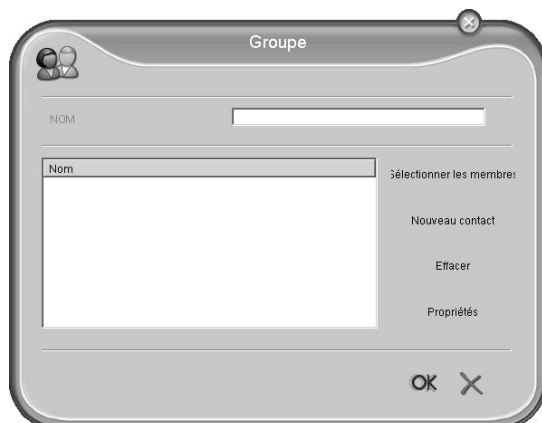 Groupe
NOM
Nom
Sélectionner les membres
Nouveau contact
Effacer
Propriétés
OK